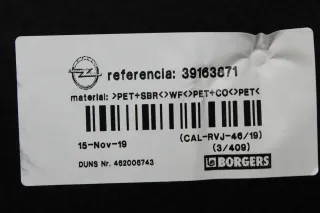 referencia: 39163871
material: >PET+SBR<>WF<>PET+CO<>PET<
15-Nov-19
(CAL-RVJ-46/19)
(3/409)
DUNS Nr. 462006743
BORGERS